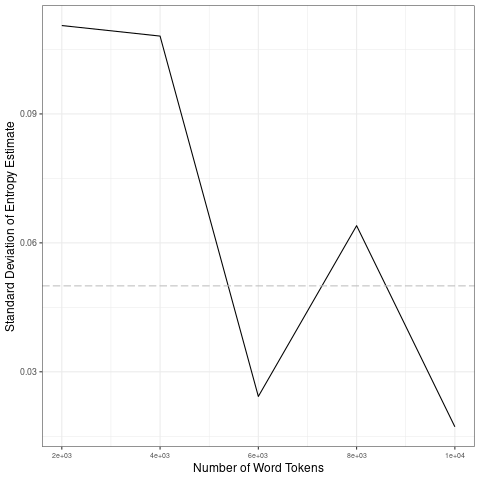 Standard Deviation of Entropy Estimate
0.09
0.06
0.03
2e+03 4e+03 6e+03 8e+03 1e+04
Number of Word Tokens